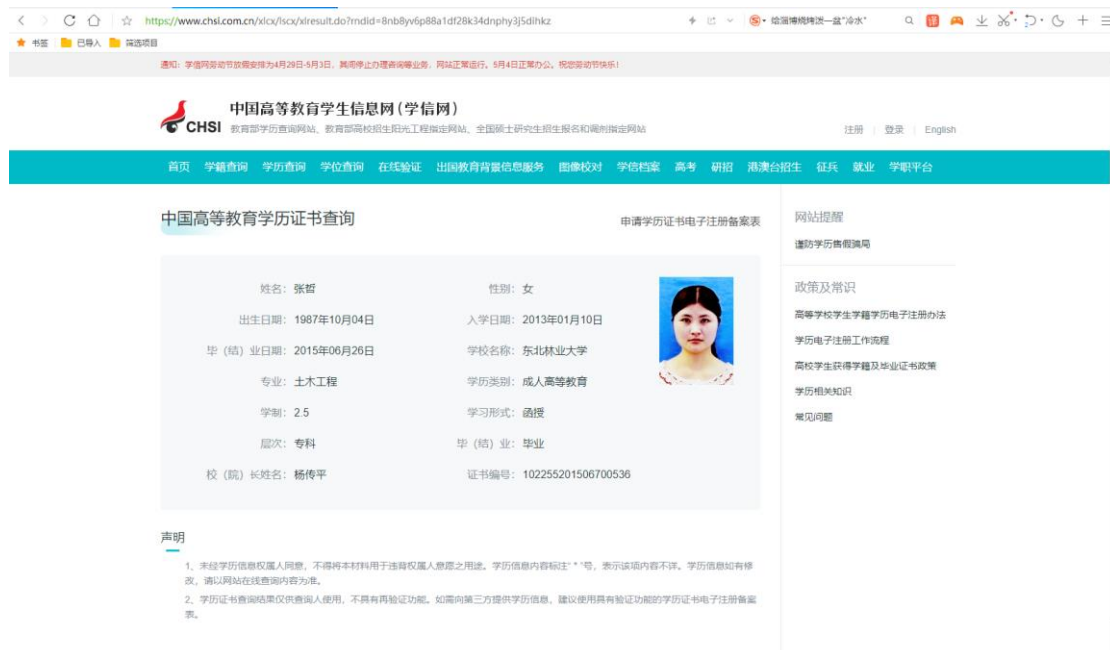 https://www.chsi.com.cn/xlcx/lscx/xlresult.do?rndid=8nb8yv6p88a1df28k34dnphy3j5dihkz
给淄博烧烤泼一盆"冷水"
书签 已导入 筛选项目
通知：学信网劳动节放假安排为4月29日-5月3日，其间停止办理咨询等业务，网站正常运行。5月4日正常办公。祝您劳动节快乐！
中国高等教育学生信息网(学信网)
CHSI 教育部学历查询网站、教育部高校招生阳光工程指定网站、全国硕士研究生招生报名和调剂指定网站
注册 登录 English
首页 学籍查询 学历查询 学位查询 在线验证 出国教育背景信息服务 图像校对 学信档案 高考 研招 港澳台招生 征兵 就业 学职平台
中国高等教育学历证书查询
申请学历证书电子注册备案表
姓名：张哲
性别：女
出生日期：1987年10月04日
入学日期：2013年01月10日
毕（结）业日期：2015年06月26日
学校名称：东北林业大学
专业：土木工程
学历类别：成人高等教育
学制：2.5
学习形式：函授
层次：专科
毕（结）业：毕业
校（院）长姓名：杨传平
证书编号：102255201506700536
声明
1、未经学历信息权属人同意，不得将本材料用于违背权属人意愿之用途。学历信息内容标注"*"号，表示该项内容不详。学历信息如有修
改，请以网站在线查询内容为准。
2、学历证书查询结果仅供查询人使用，不具有再验证功能。如需向第三方提供学历信息，建议使用具有验证功能的学历证书电子注册备案
表。
网站提醒
谨防学历售假骗局
政策及常识
高等学校学生学籍学历电子注册办法
学历电子注册工作流程
高校学生获得学籍及毕业证书政策
学历相关知识
常见问题